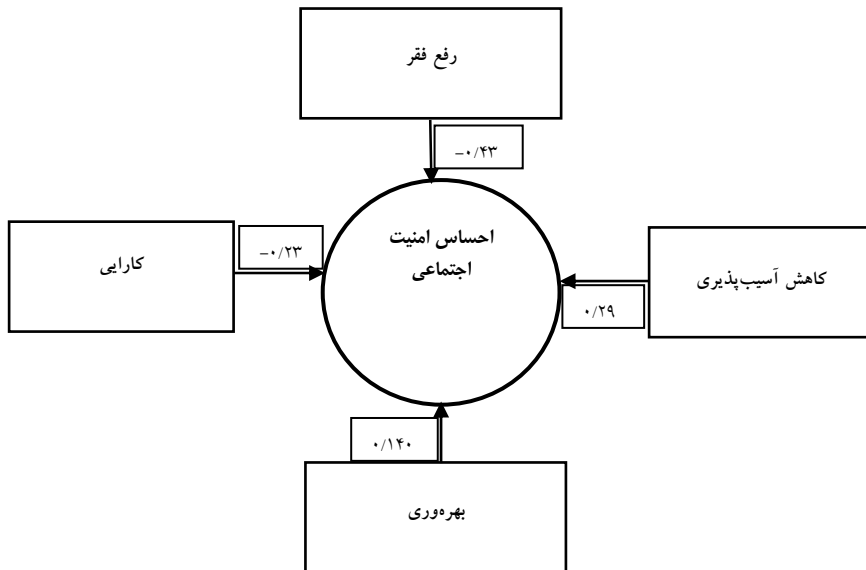 رفع فقر
-۰/۴۳
احساس امنیت
اجتماعی
-۰/۲۳
کارایی
کاهش آسیب‌پذیری
۰/۲۹
۰/۱۴۰
بهره‌وری